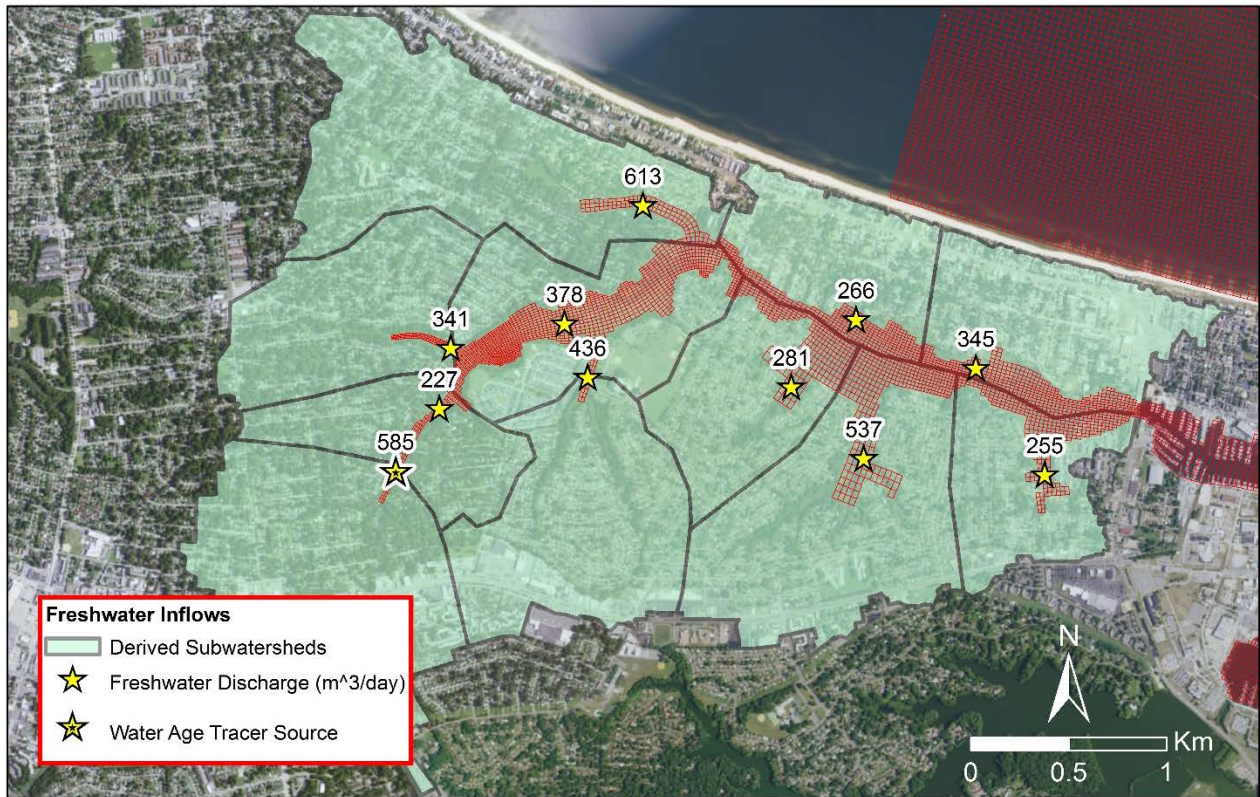 613
378
266
341
345
436
281
227
585
537
255
Freshwater Inflows
Derived Subwatersheds
Freshwater Discharge (m^3/day)
Water Age Tracer Source
N
Km
0 0.5 1